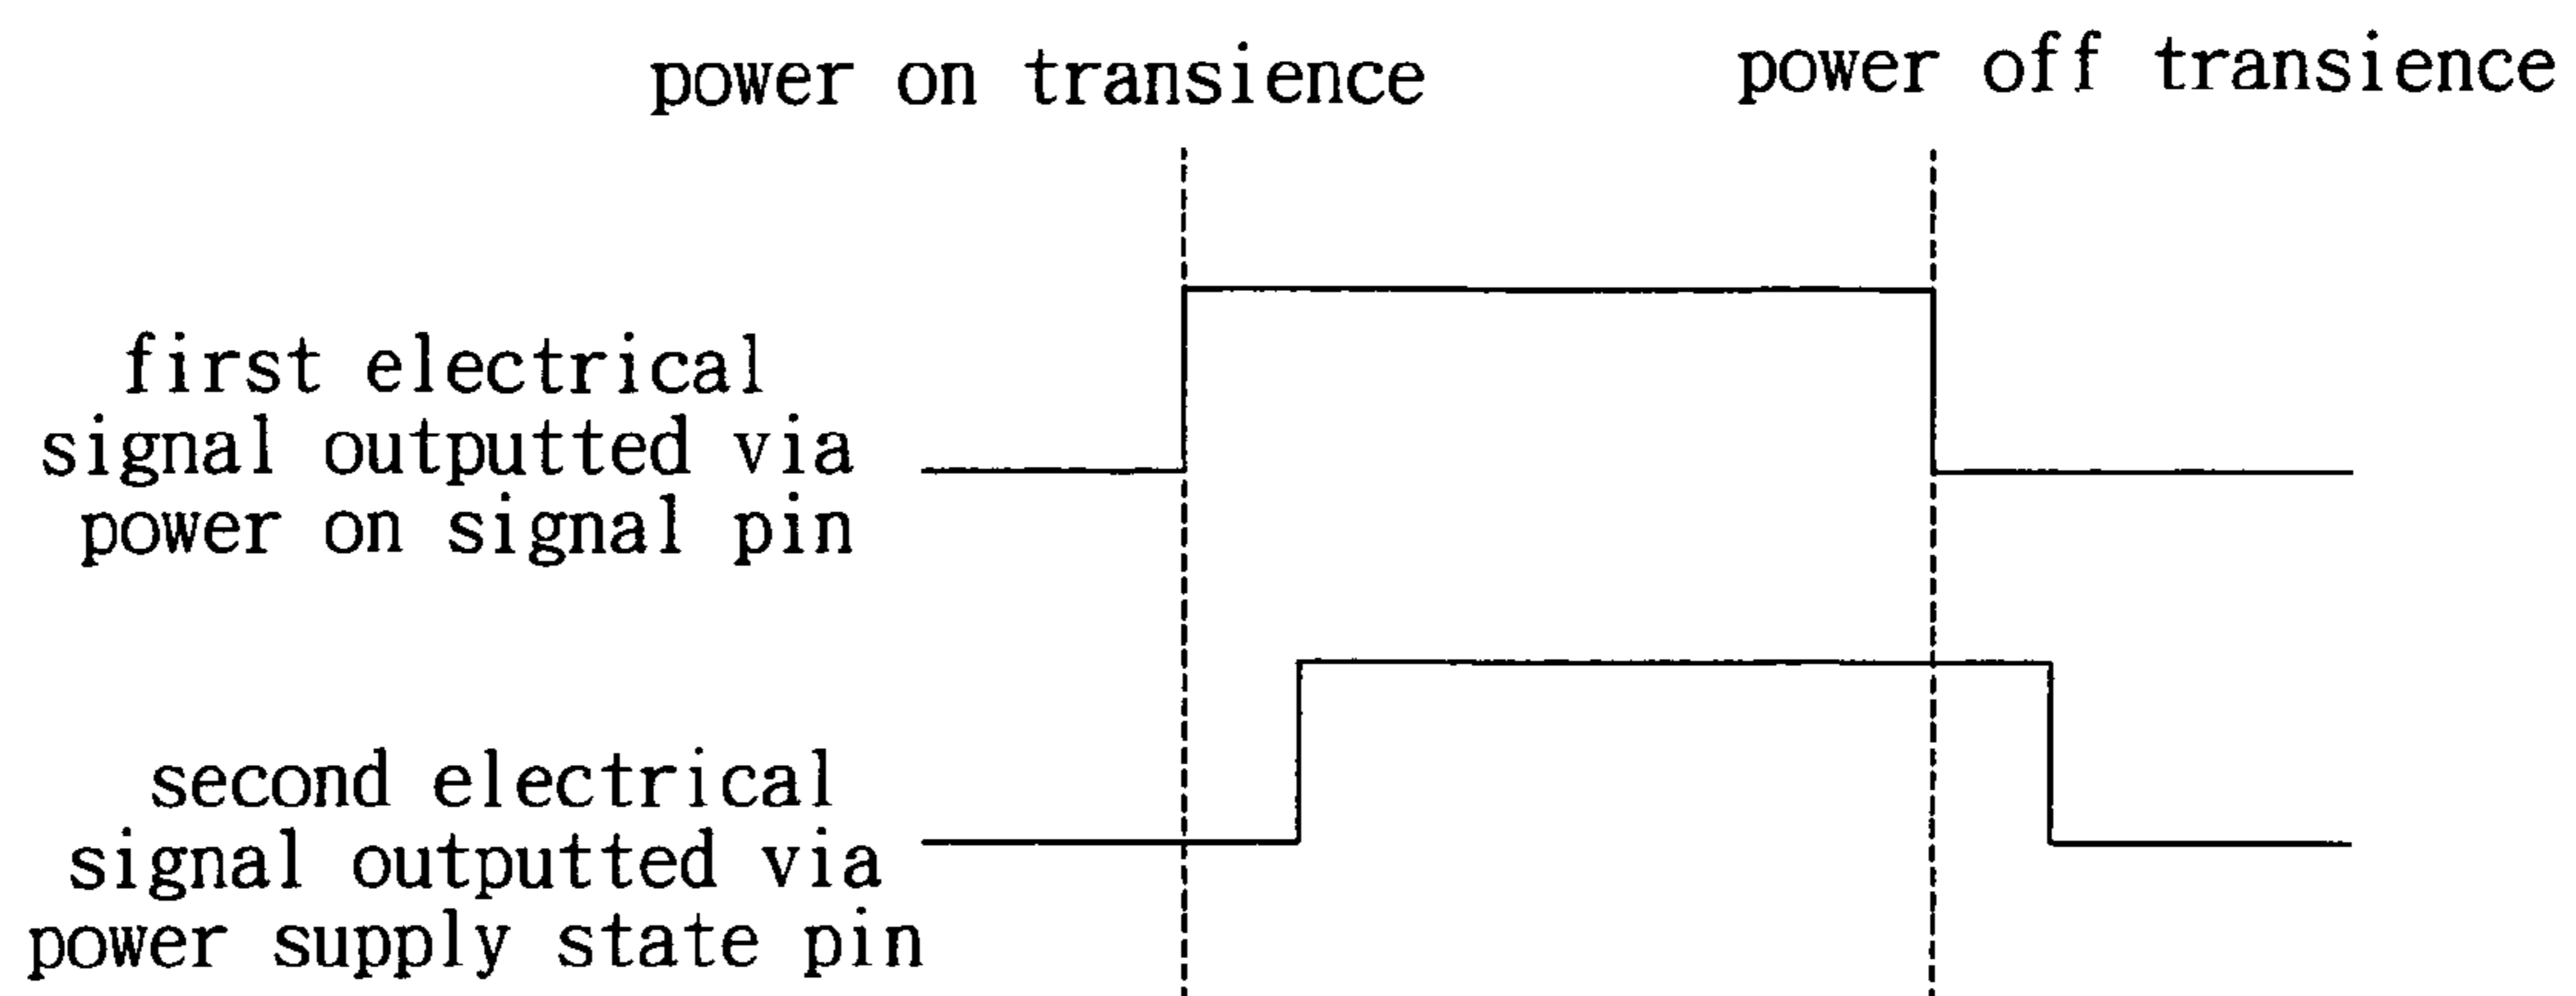 power on transience
power off transience
first electrical
signal outputted via
power on signal pin
second electrical
signal outputted via
power supply state pin